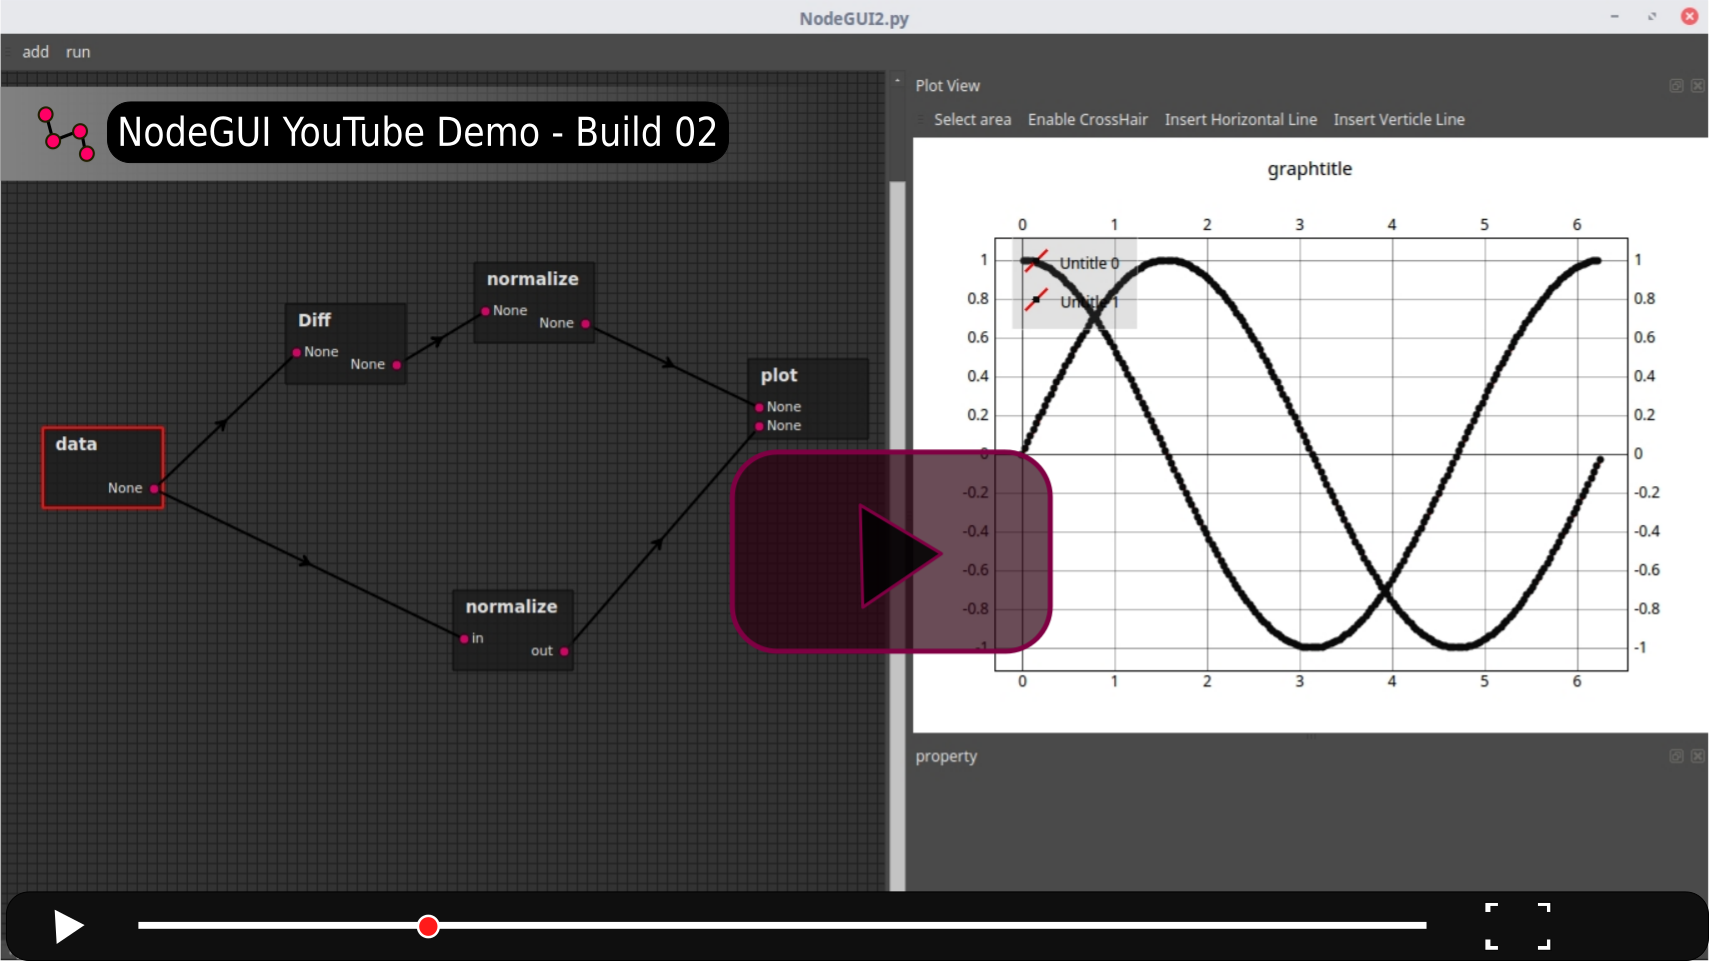 NodeGUI2.py
add run
NodeGUI YouTube Demo - Build 02
normalize
None
None
Diff
None
None
plot
None
None
data
None
normalize
in
out
Plot View
Select area Enable CrossHair Insert Horizontal Line Insert Verticle Line
graphtitle
0 1 2 3 4 5 6
1 Untitle 0 1
0.8 Untitle 1 0.8
0.6 0.6
0.4 0.4
0.2 0.2
0 0
-0.2 -0.2
-0.4 -0.4
-0.6 -0.6
-0.8 -0.8
-1 -1
0 1 2 3 4 5 6
property